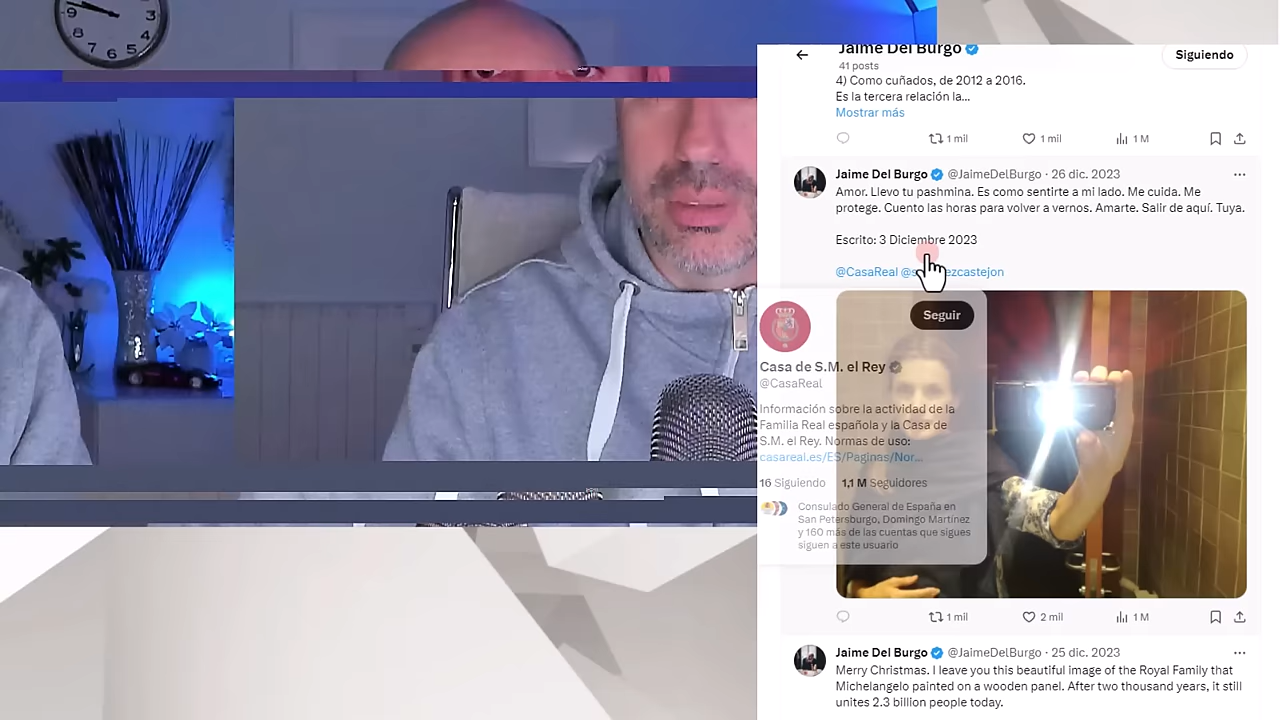 3
4
5
6
7
8
9
Jaime Del Burgo
41 posts
Siguiendo
4) Como cuñados, de 2012 a 2016.
Es la tercera relación la...
Mostrar más
1 mil
1 mil
1 M
Jaime Del Burgo @JaimeDelBurgo · 26 dic. 2023
Amor. Llevo tu pashmina. Es como sentirte a mi lado. Me cuida. Me
protege. Cuento las horas para volver a vernos. Amarte. Salir de aquí. Tuya.
Escrito: 3 Diciembre 2023
@CasaReal
Seguir
Casa de S.M. el Rey
@CasaReal
Información sobre la actividad de la
Familia Real española y la Casa de
S.M. el Rey. Normas de uso:
casareal.es/ES/Paginas/Nor...
16 Siguiendo 1,1 M Seguidores
Consulado General de España en
San Petersburgo, Domingo Martínez
y 160 más de las cuentas que sigues
siguen a este usuario
1 mil
2 mil
1 M
Jaime Del Burgo @JaimeDelBurgo · 25 dic. 2023
Merry Christmas. I leave you this beautiful image of the Royal Family that
Michelangelo painted on a wooden panel. After two thousand years, it still
unites 2.3 billion people today.